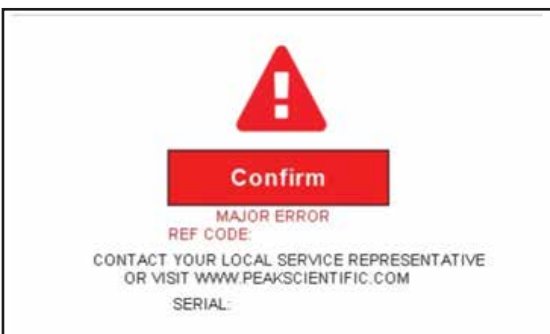 Confirm
MAJOR ERROR
REF CODE:
CONTACT YOUR LOCAL SERVICE REPRESENTATIVE
OR VISIT WWW.PEAKSCIENTIFIC.COM
SERIAL: